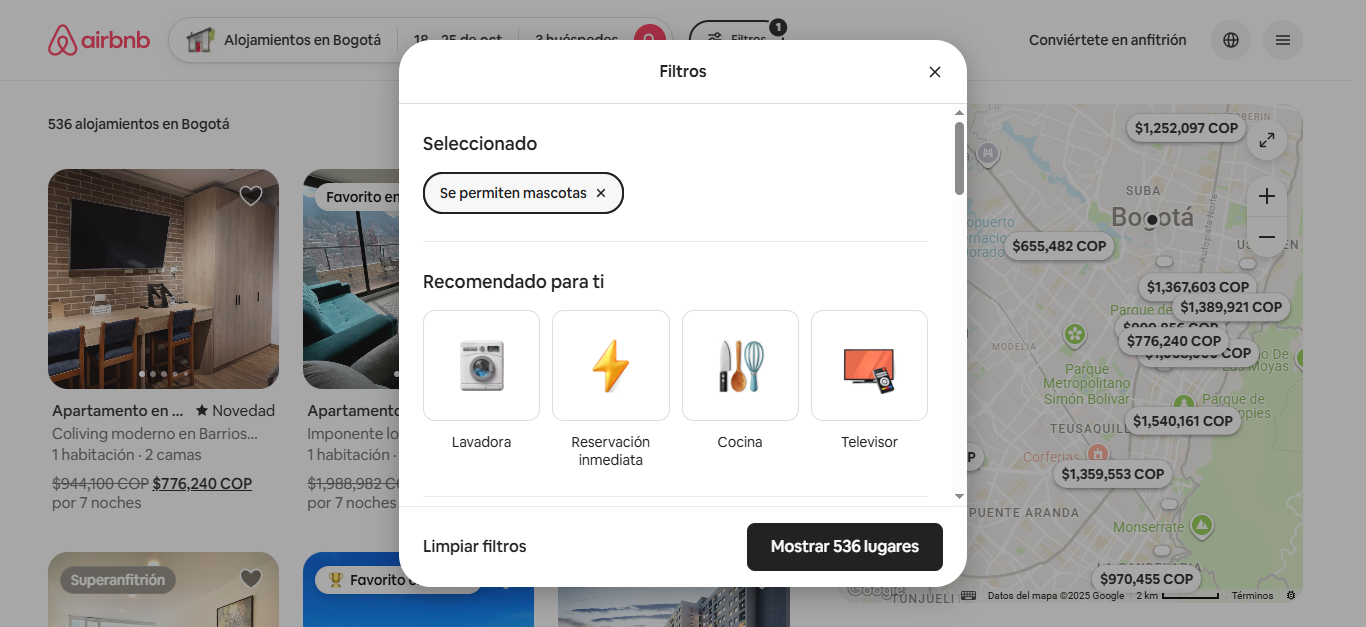 airbnb
Alojamientos en Bogotá
18 – 25 de oct
3 huéspedes
Filtros
1
Conviértete en anfitrión
536 alojamientos en Bogotá
Apartamento en ...
Novedad
Coliving moderno en Barrios...
1 habitación · 2 camas
$944,100 COP $776,240 COP
por 7 noches
Favorito en
Apartamento
Imponente lo
1 habitación ·
$1,988,982 C
por 7 noches
Superanfitrión
Favorito
Filtros
Seleccionado
Se permiten mascotas
Recomendado para ti
Lavadora
Reservación
inmediata
Cocina
Televisor
Limpiar filtros
Mostrar 536 lugares
$1,252,097 COP
SUBA
Bogotá
$655,482 COP
Autopista Norte
$1,367,603 COP
$1,389,921 COP
$776,240 COP
COP
MODELIA
Parque
Metropolitano
Simón Bolívar
Parque de
$1,540,161 COP
TEUSAQUILL
Corferias
$1,359,553 COP
PUENTE ARANDA
Monserrate
$970,455 COP
Google
TUNJUELI
Datos del mapa ©2025 Google
2 km
Términos